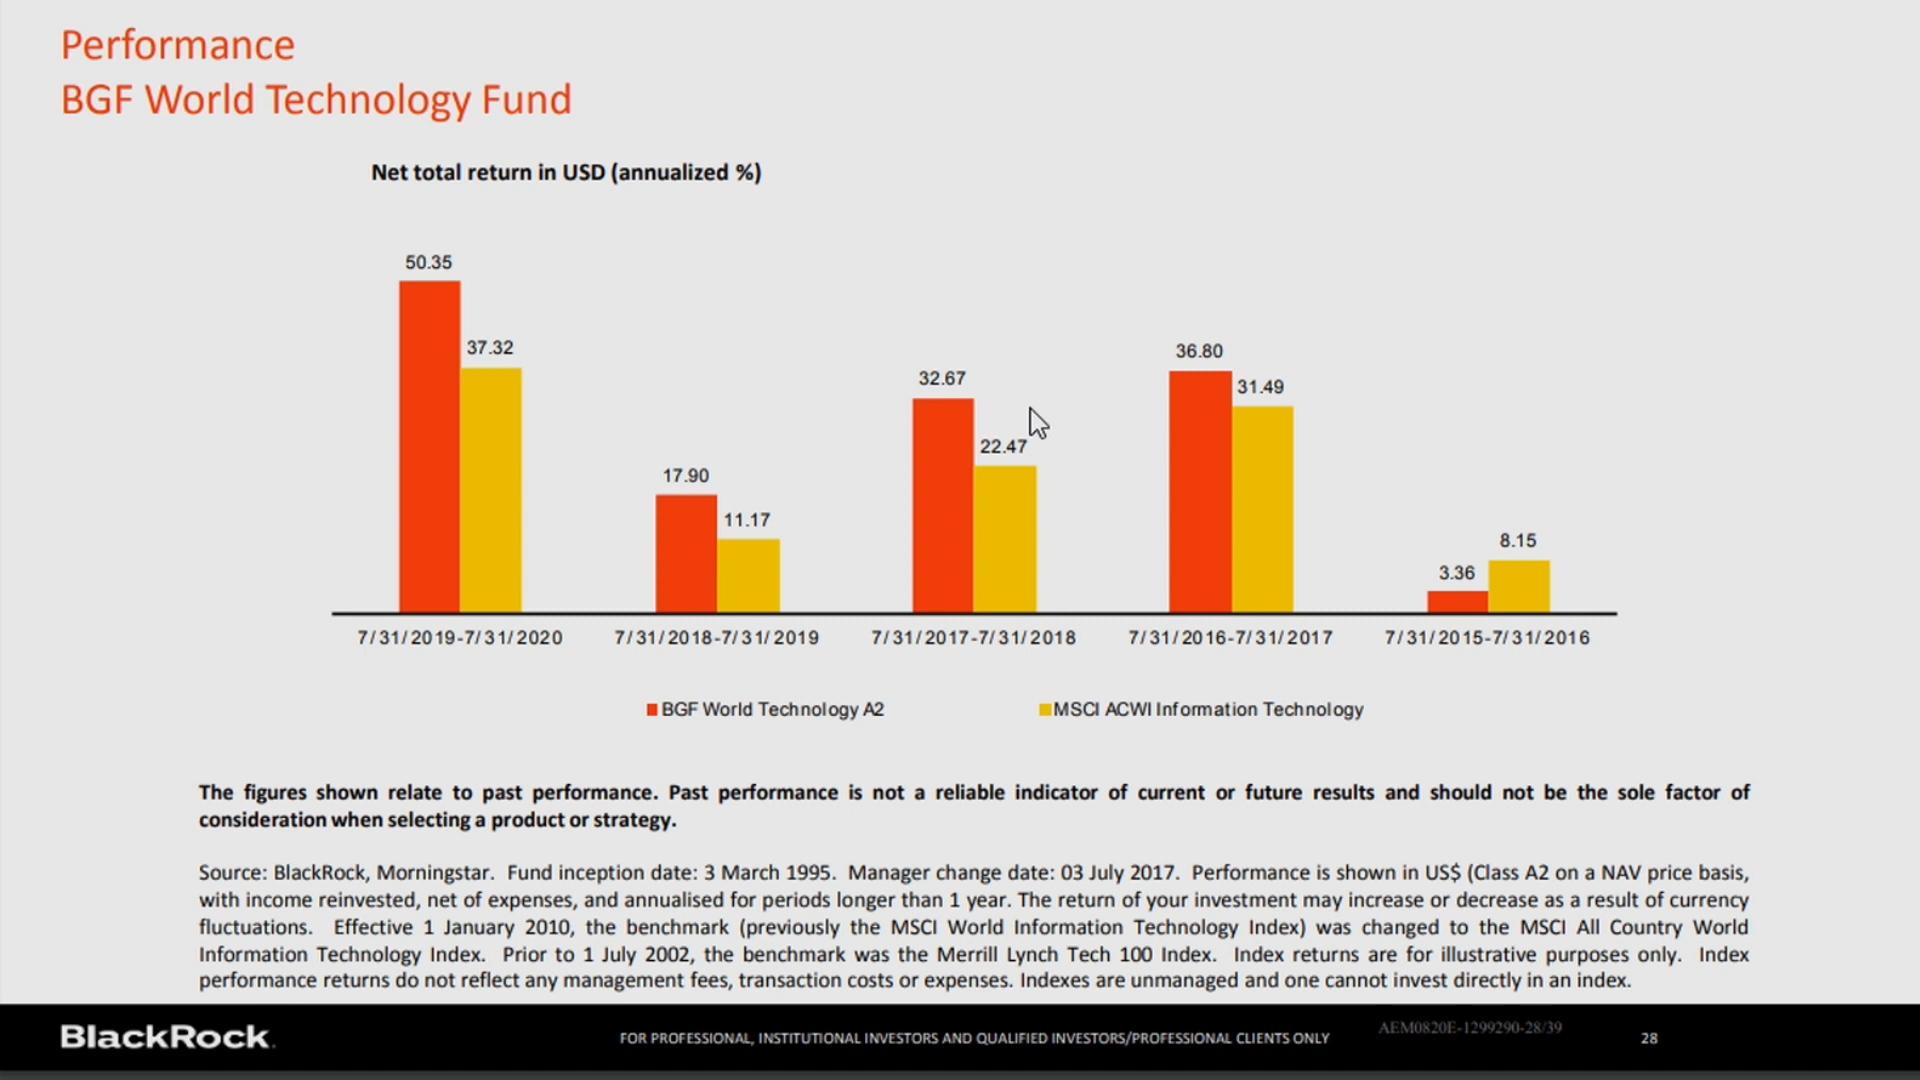 Performance
BGF World Technology Fund
Net total return in USD (annualized %)
50.35
37.32
17.90
11.17
32.67
22.47
36.80
31.49
3.36
8.15
7/31/2019-7/31/2020
7/31/2018-7/31/2019
7/31/2017-7/31/2018
7/31/2016-7/31/2017
7/31/2015-7/31/2016
BGF World Technology A2
MSCI ACWI Information Technology
The figures shown relate to past performance. Past performance is not a reliable indicator of current or future results and should not be the sole factor of
consideration when selecting a product or strategy.
Source: BlackRock, Morningstar. Fund inception date: 3 March 1995. Manager change date: 03 July 2017. Performance is shown in US$ (Class A2 on a NAV price basis,
with income reinvested, net of expenses, and annualised for periods longer than 1 year. The return of your investment may increase or decrease as a result of currency
fluctuations. Effective 1 January 2010, the benchmark (previously the MSCI World Information Technology Index) was changed to the MSCI All Country World
Information Technology Index. Prior to 1 July 2002, the benchmark was the Merrill Lynch Tech 100 Index. Index returns are for illustrative purposes only. Index
performance returns do not reflect any management fees, transaction costs or expenses. Indexes are unmanaged and one cannot invest directly in an index.
BlackRock.
FOR PROFESSIONAL, INSTITUTIONAL INVESTORS AND QUALIFIED INVESTORS/PROFESSIONAL CLIENTS ONLY
AEM0820E-1299290-28/39
28